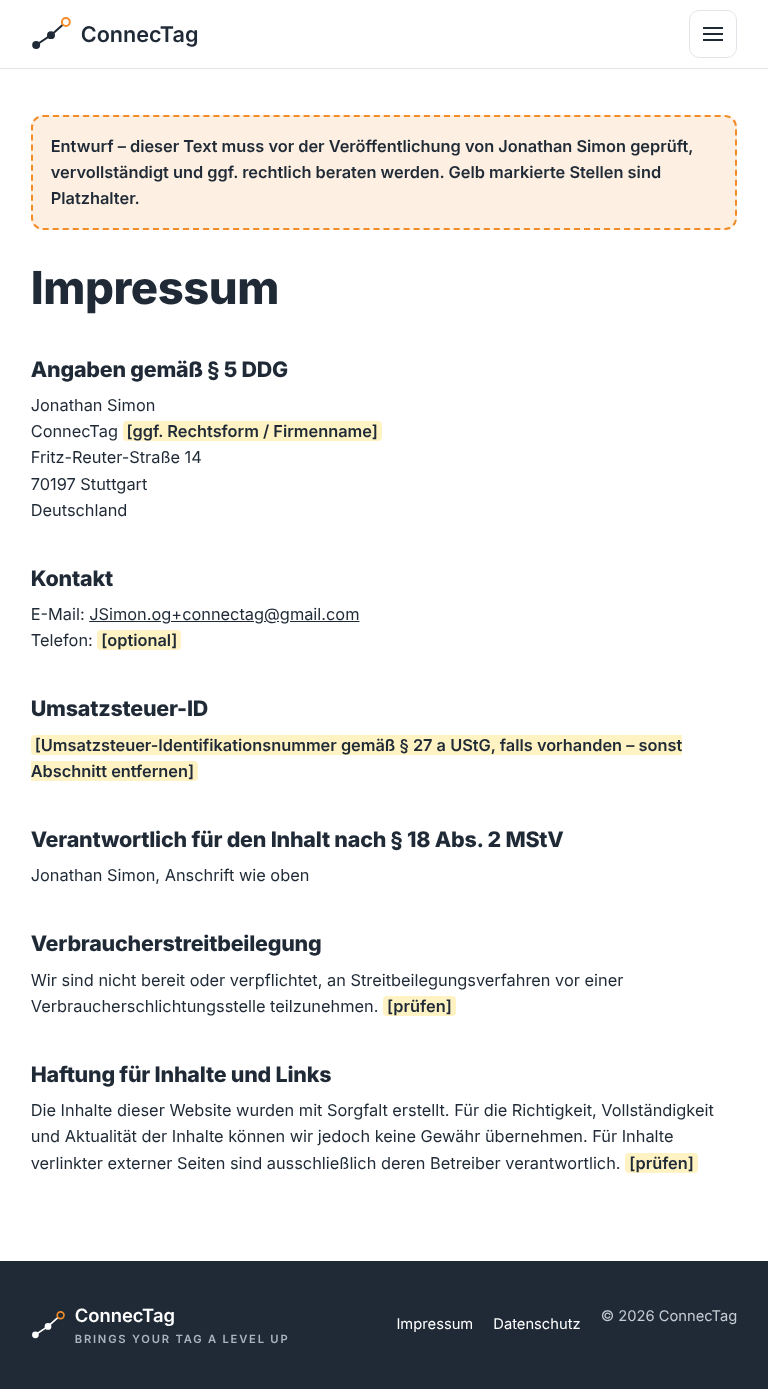 ConnecTag
Entwurf – dieser Text muss vor der Veröffentlichung von Jonathan Simon geprüft,
vervollständigt und ggf. rechtlich beraten werden. Gelb markierte Stellen sind
Platzhalter.
Impressum
Angaben gemäß § 5 DDG
Jonathan Simon
ConnecTag [ggf. Rechtsform / Firmenname]
Fritz-Reuter-Straße 14
70197 Stuttgart
Deutschland
Kontakt
E-Mail: JSimon.og+connectag@gmail.com
Telefon: [optional]
Umsatzsteuer-ID
[Umsatzsteuer-Identifikationsnummer gemäß § 27 a UStG, falls vorhanden – sonst
Abschnitt entfernen]
Verantwortlich für den Inhalt nach § 18 Abs. 2 MStV
Jonathan Simon, Anschrift wie oben
Verbraucherstreitbeilegung
Wir sind nicht bereit oder verpflichtet, an Streitbeilegungsverfahren vor einer
Verbraucherschlichtungsstelle teilzunehmen. [prüfen]
Haftung für Inhalte und Links
Die Inhalte dieser Website wurden mit Sorgfalt erstellt. Für die Richtigkeit, Vollständigkeit
und Aktualität der Inhalte können wir jedoch keine Gewähr übernehmen. Für Inhalte
verlinkter externer Seiten sind ausschließlich deren Betreiber verantwortlich. [prüfen]
ConnecTag
BRINGS YOUR TAG A LEVEL UP
Impressum Datenschutz © 2026 ConnecTag